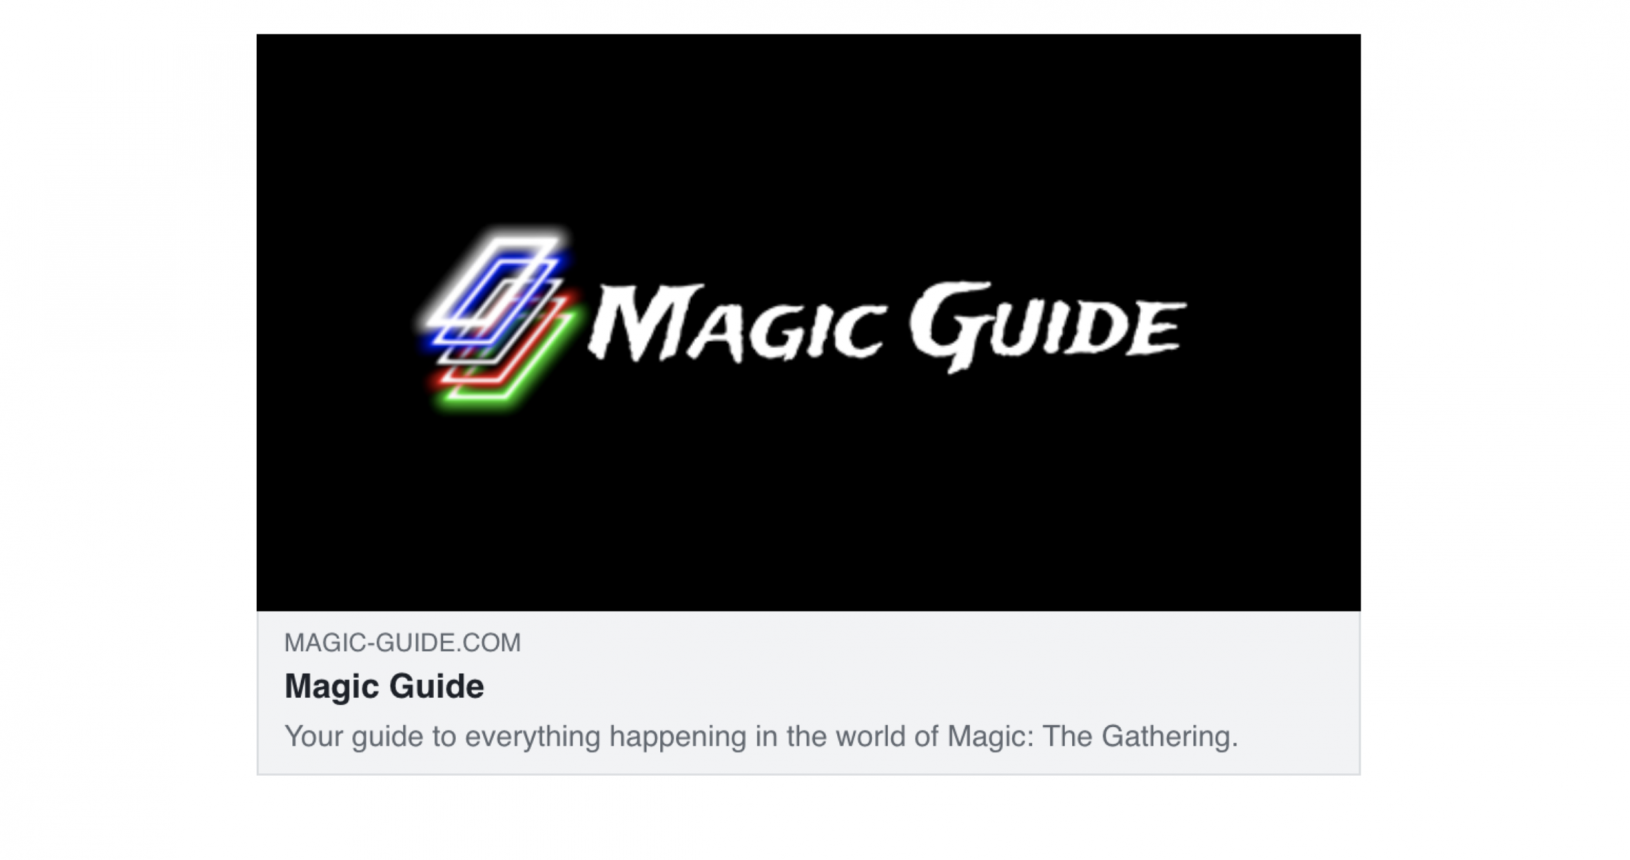 MAGIC GUIDE
MAGIC-GUIDE.COM
Magic Guide
Your guide to everything happening in the world of Magic: The Gathering.